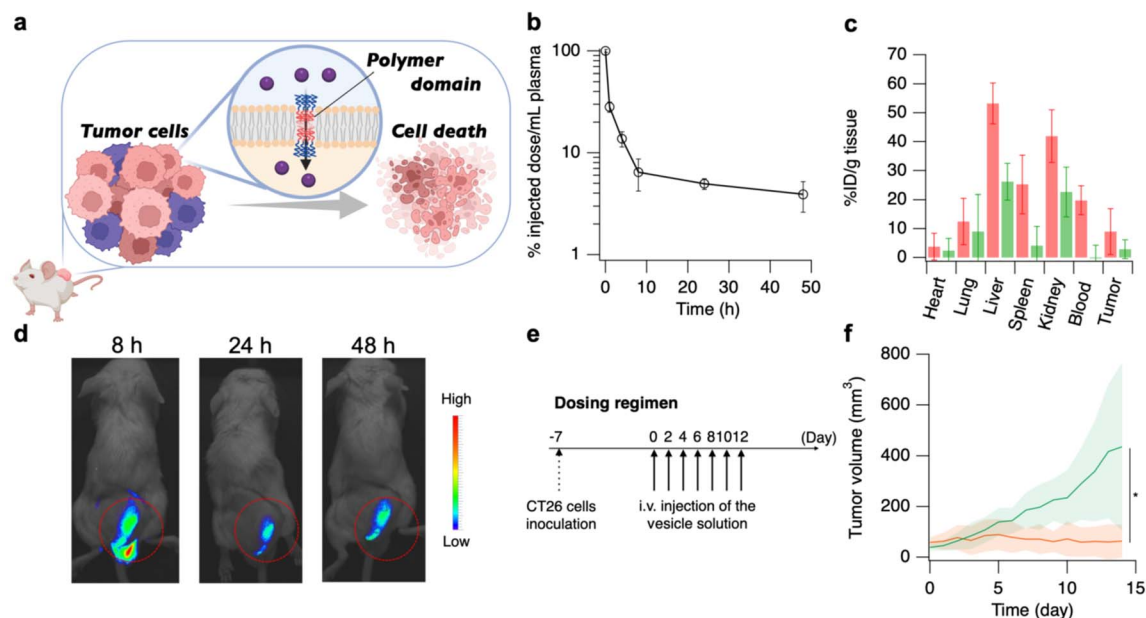 a
Polymer
domain
Tumor cells
Cell death
b
% injected dose/mL plasma
100
10
1
0 10 20 30 40 50
Time (h)
c
%ID/g tissue
70
60
50
40
30
20
10
0
Heart
Lung
Liver
Spleen
Kidney
Blood
Tumor
d
8 h 24 h 48 h
High
Low
e
Dosing regimen
-7 0 2 4 6 8 10 12 (Day)
CT26 cells
inoculation
i.v. injection of the
vesicle solution
f
Tumor volume (mm³)
800
600
400
200
0
*
0 5 10 15
Time (day)